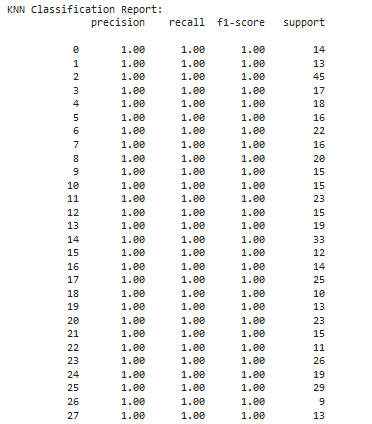 KNN Classification Report:
precision recall f1-score support
0 1.00 1.00 1.00 14
1 1.00 1.00 1.00 13
2 1.00 1.00 1.00 45
3 1.00 1.00 1.00 17
4 1.00 1.00 1.00 18
5 1.00 1.00 1.00 16
6 1.00 1.00 1.00 22
7 1.00 1.00 1.00 16
8 1.00 1.00 1.00 20
9 1.00 1.00 1.00 15
10 1.00 1.00 1.00 15
11 1.00 1.00 1.00 23
12 1.00 1.00 1.00 15
13 1.00 1.00 1.00 19
14 1.00 1.00 1.00 33
15 1.00 1.00 1.00 12
16 1.00 1.00 1.00 14
17 1.00 1.00 1.00 25
18 1.00 1.00 1.00 10
19 1.00 1.00 1.00 13
20 1.00 1.00 1.00 23
21 1.00 1.00 1.00 15
22 1.00 1.00 1.00 11
23 1.00 1.00 1.00 26
24 1.00 1.00 1.00 19
25 1.00 1.00 1.00 29
26 1.00 1.00 1.00 9
27 1.00 1.00 1.00 13